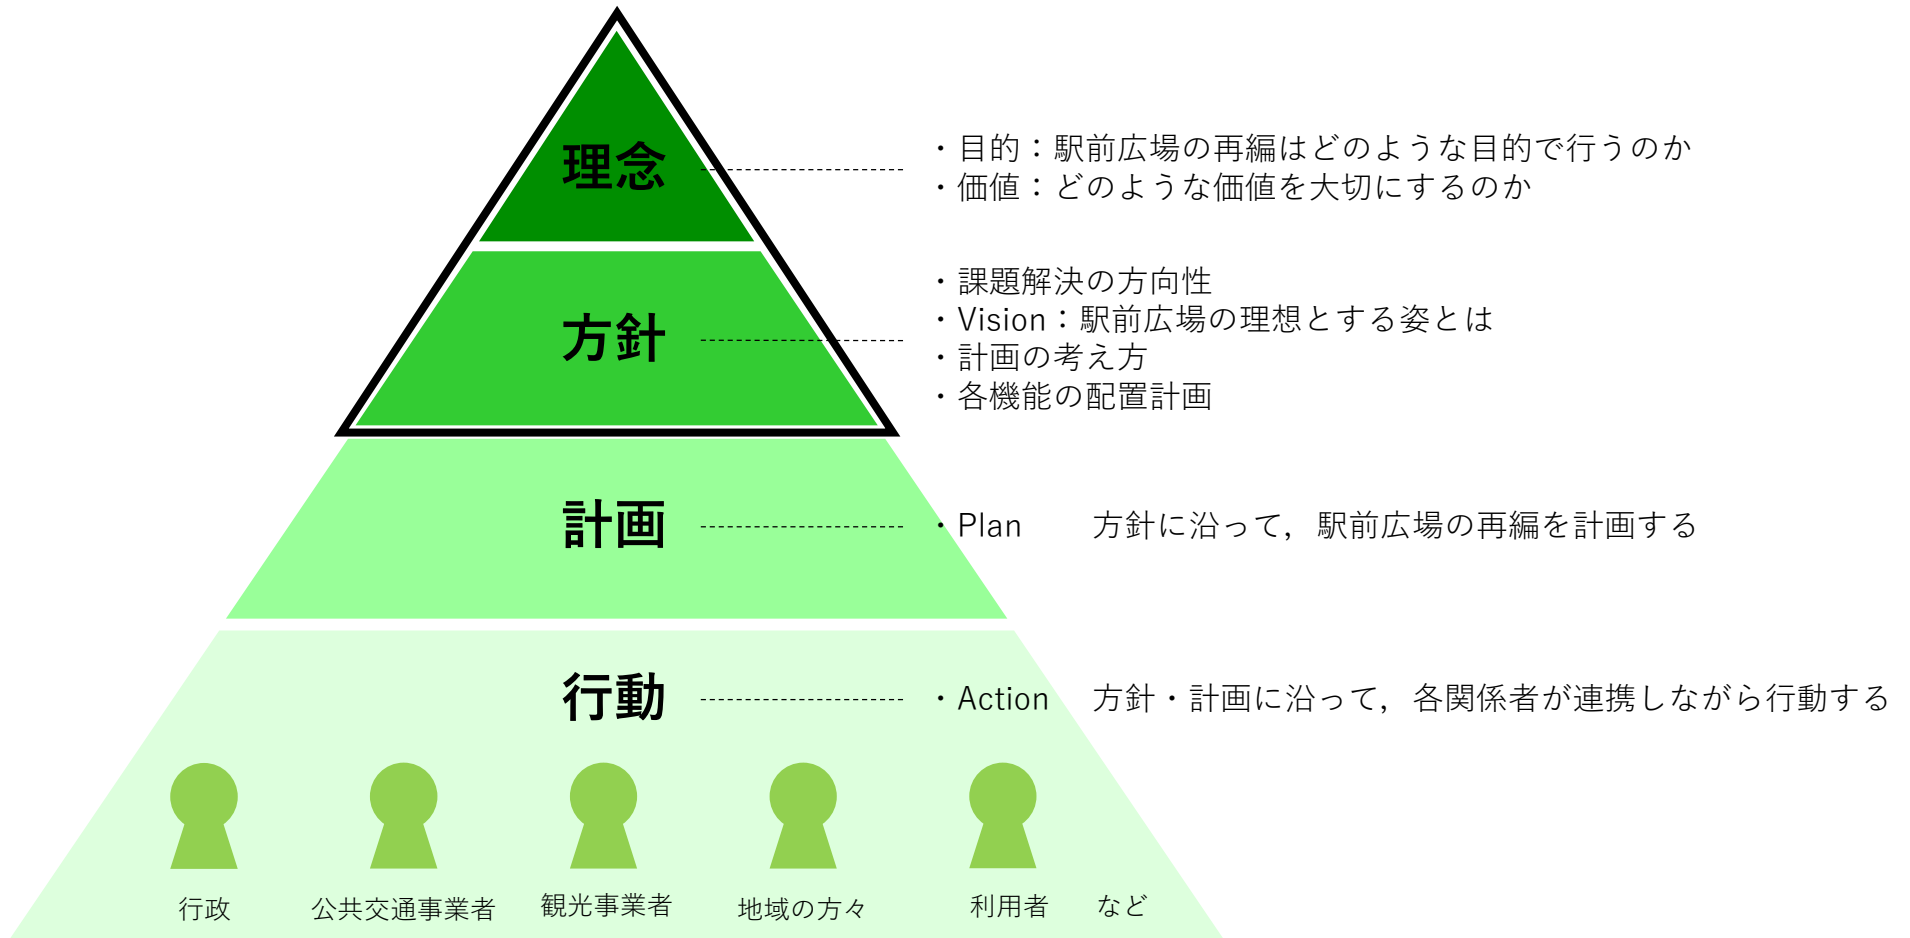 理念
・目的：駅前広場の再編はどのような目的で行うのか
・価値：どのような価値を大切にするのか
方針
・課題解決の方向性
・Vision：駅前広場の理想とする姿とは
・計画の考え方
・各機能の配置計画
計画
・Plan　　方針に沿って，駅前広場の再編を計画する
行動
・Action　方針・計画に沿って，各関係者が連携しながら行動する
行政　公共交通事業者　観光事業者　地域の方々　利用者　など